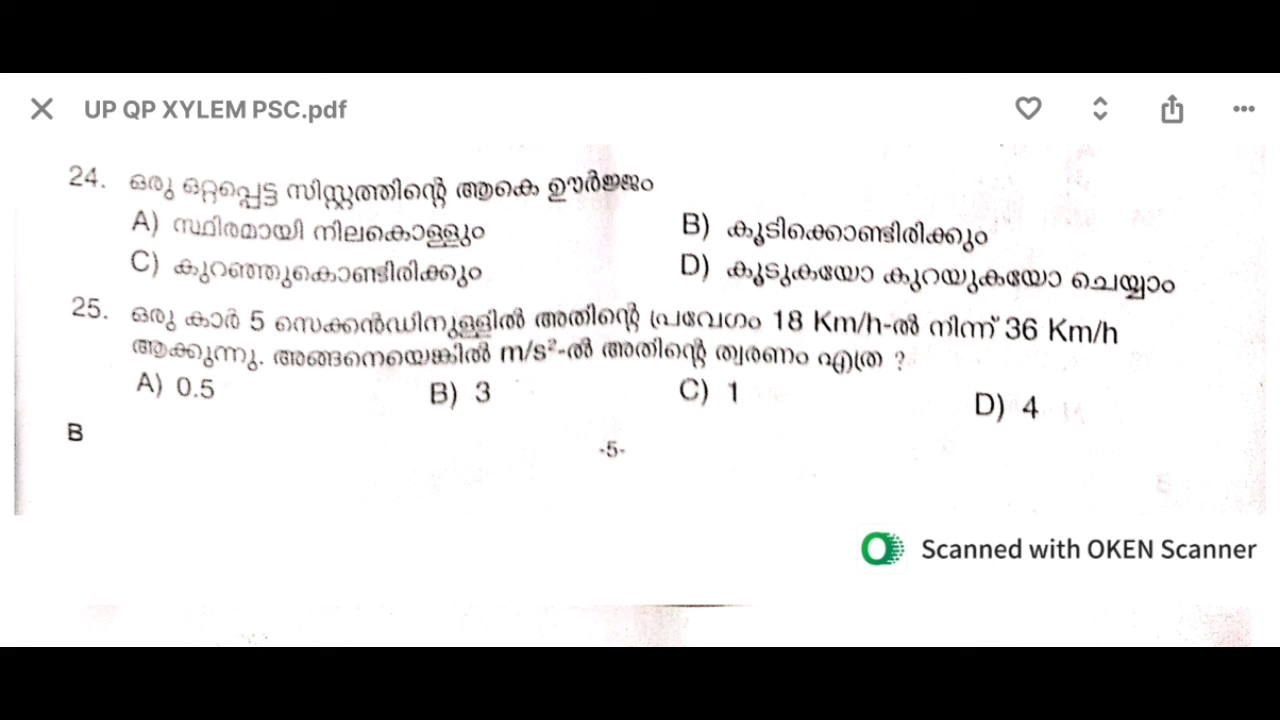 UP QP XYLEM PSC.pdf
24. ഒരു ഒറ്റപ്പെട്ട സിസ്റ്റത്തിന്റെ ആകെ ഊർജ്ജം
A) സ്ഥിരമായി നിലകൊള്ളും B) കൂടിക്കൊണ്ടിരിക്കും
C) കുറഞ്ഞുകൊണ്ടിരിക്കും D) കൂടുകയോ കുറയുകയോ ചെയ്യാം
25. ഒരു കാർ 5 സെക്കൻഡിനുള്ളിൽ അതിന്റെ പ്രവേഗം 18 Km/h-ൽ നിന്ന് 36 Km/h
ആക്കുന്നു. അങ്ങനെയെങ്കിൽ m/s²-ൽ അതിന്റെ ത്വരണം എത്ര ?
A) 0.5 B) 3 C) 1 D) 4
B
-5-
Scanned with OKEN Scanner